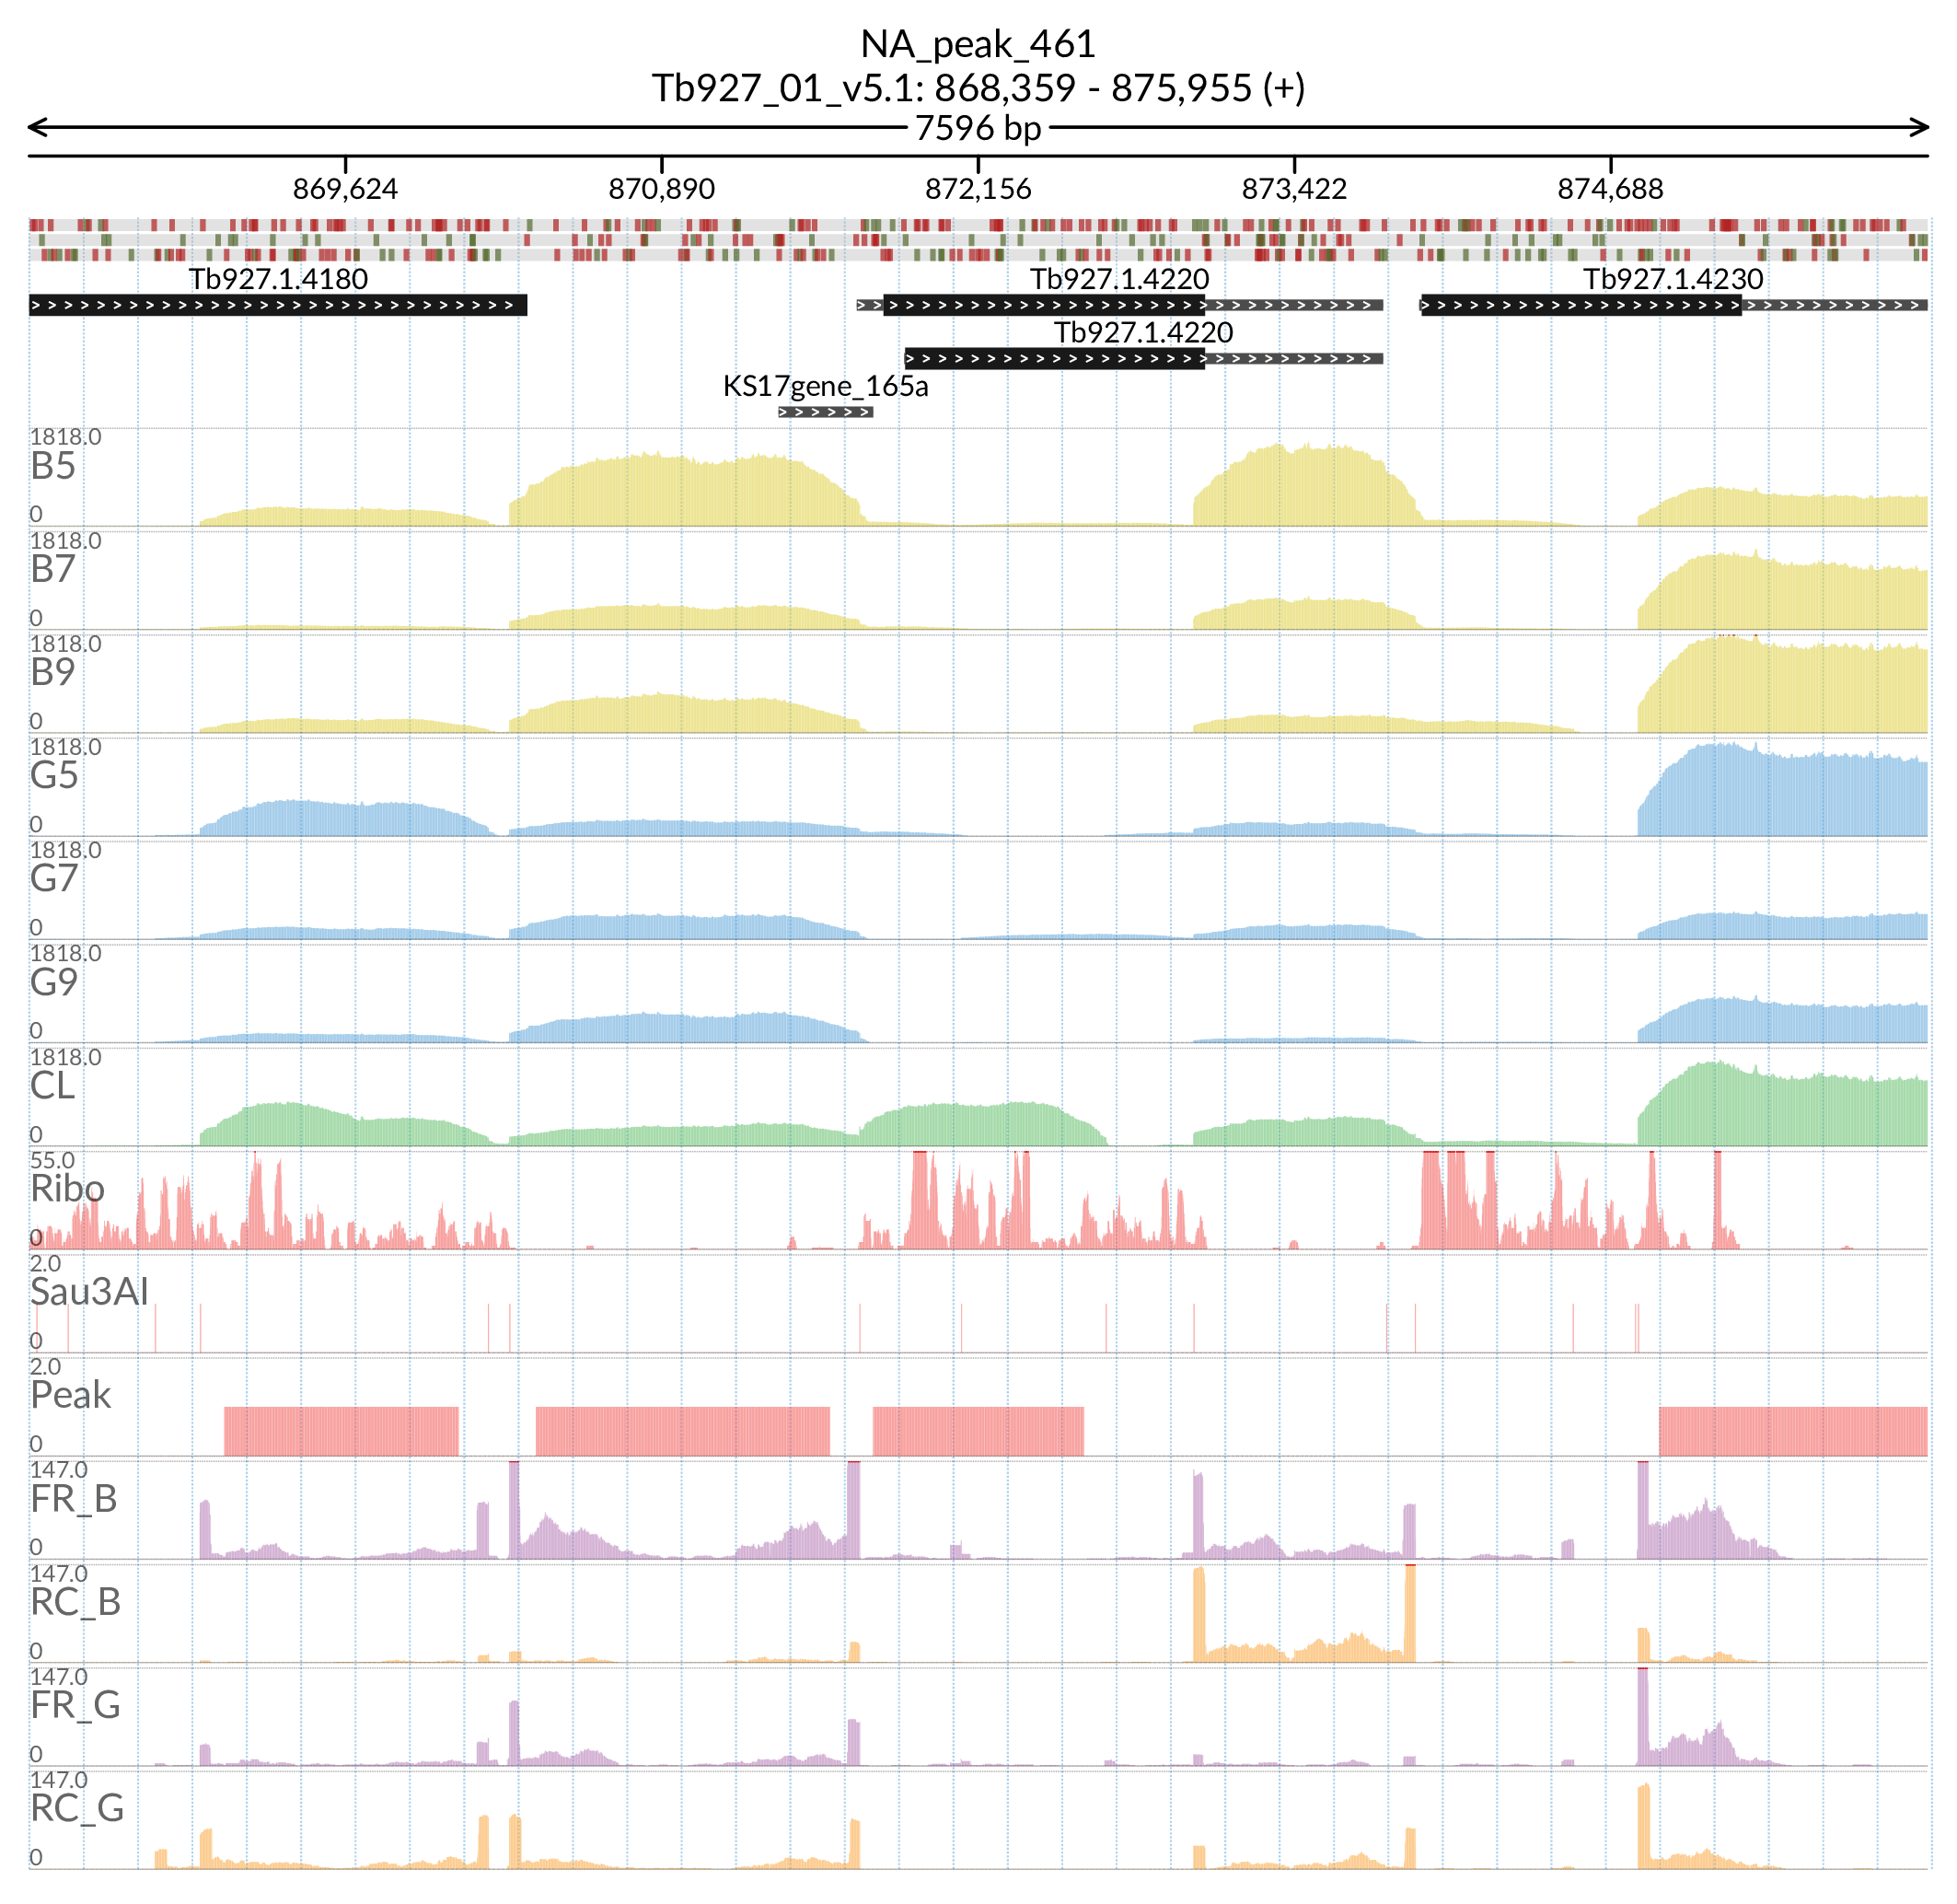 NA_peak_461
Tb927_01_v5.1: 868,359 - 875,955 (+)
7596 bp
869,624 870,890 872,156 873,422 874,688
Tb927.1.4180 Tb927.1.4220 Tb927.1.4230
Tb927.1.4220
KS17gene_165a
1818.0
B5
0
1818.0
B7
0
1818.0
B9
0
1818.0
G5
0
1818.0
G7
0
1818.0
G9
0
1818.0
CL
0
55.0
Ribo
0
2.0
Sau3AI
0
2.0
Peak
0
147.0
FR_B
0
147.0
RC_B
0
147.0
FR_G
0
147.0
RC_G
0